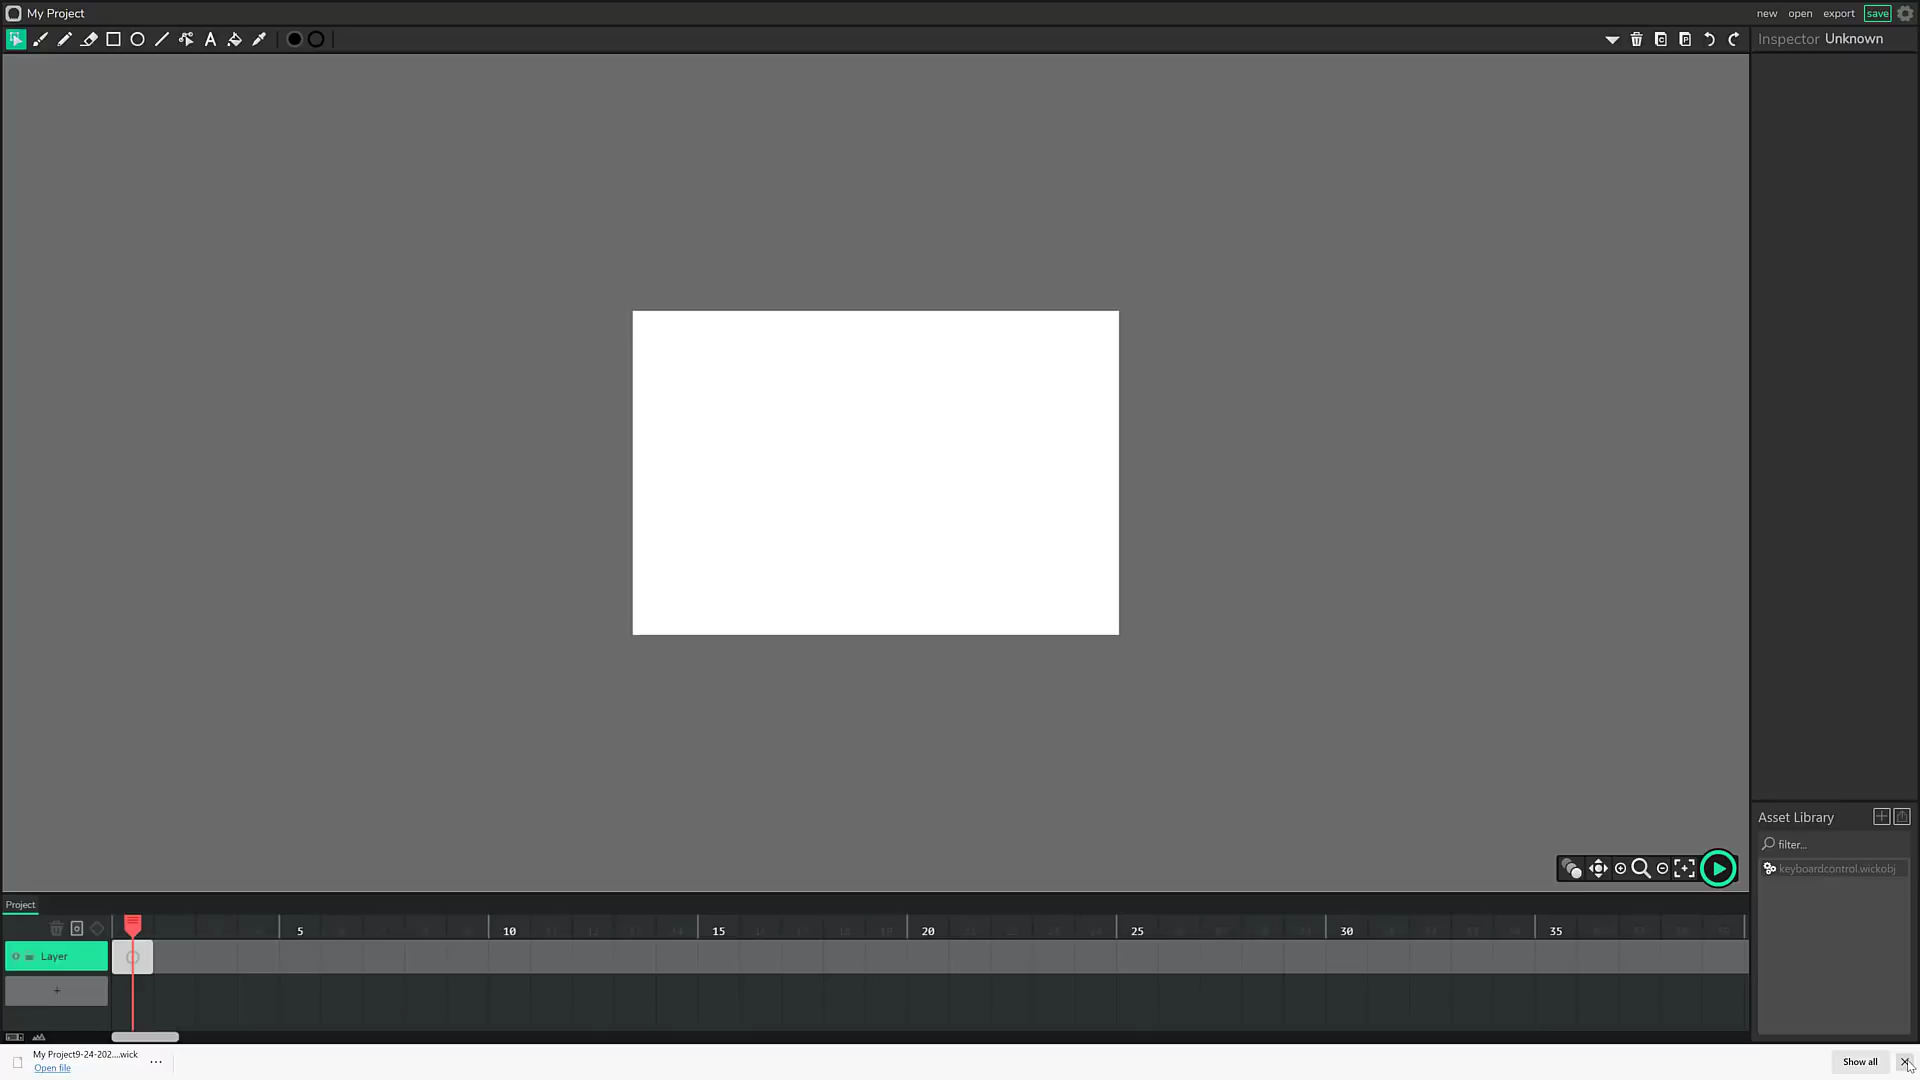 My Project
new open export save
A
Inspector Unknown
Asset Library
filter...
keyboardcontrol.wickobj
Project
5 10 15 20 25 30 35
Layer
+
My Project9-24-202....wick
Open file
Show all